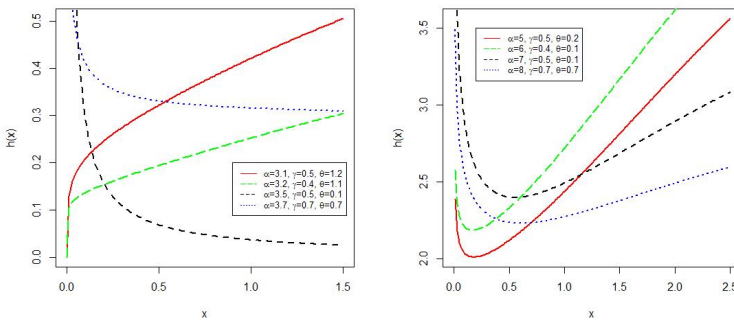 h(x)
0.5
0.4
0.3
0.2
0.1
0.0
α=3.1, γ=0.5, θ=1.2
α=3.2, γ=0.4, θ=1.1
α=3.5, γ=0.5, θ=0.1
α=3.7, γ=0.7, θ=0.7
0.0 0.5 1.0 1.5
x
h(x)
3.5
3.0
2.5
2.0
α=5, γ=0.5, θ=0.2
α=6, γ=0.4, θ=0.1
α=7, γ=0.5, θ=0.1
α=8, γ=0.7, θ=0.7
0.0 0.5 1.0 1.5 2.0 2.5
x